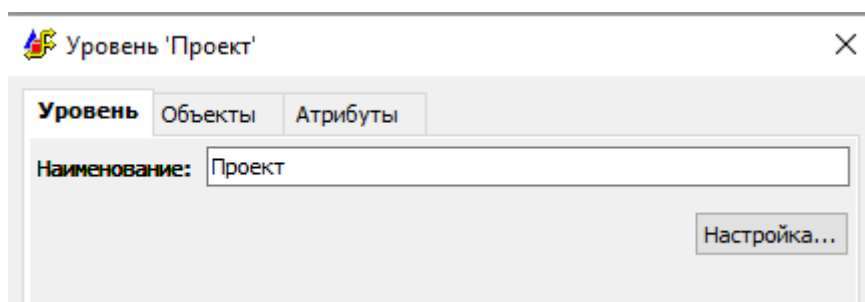 Уровень 'Проект'
Уровень Объекты Атрибуты
Наименование: Проект
Настройка...